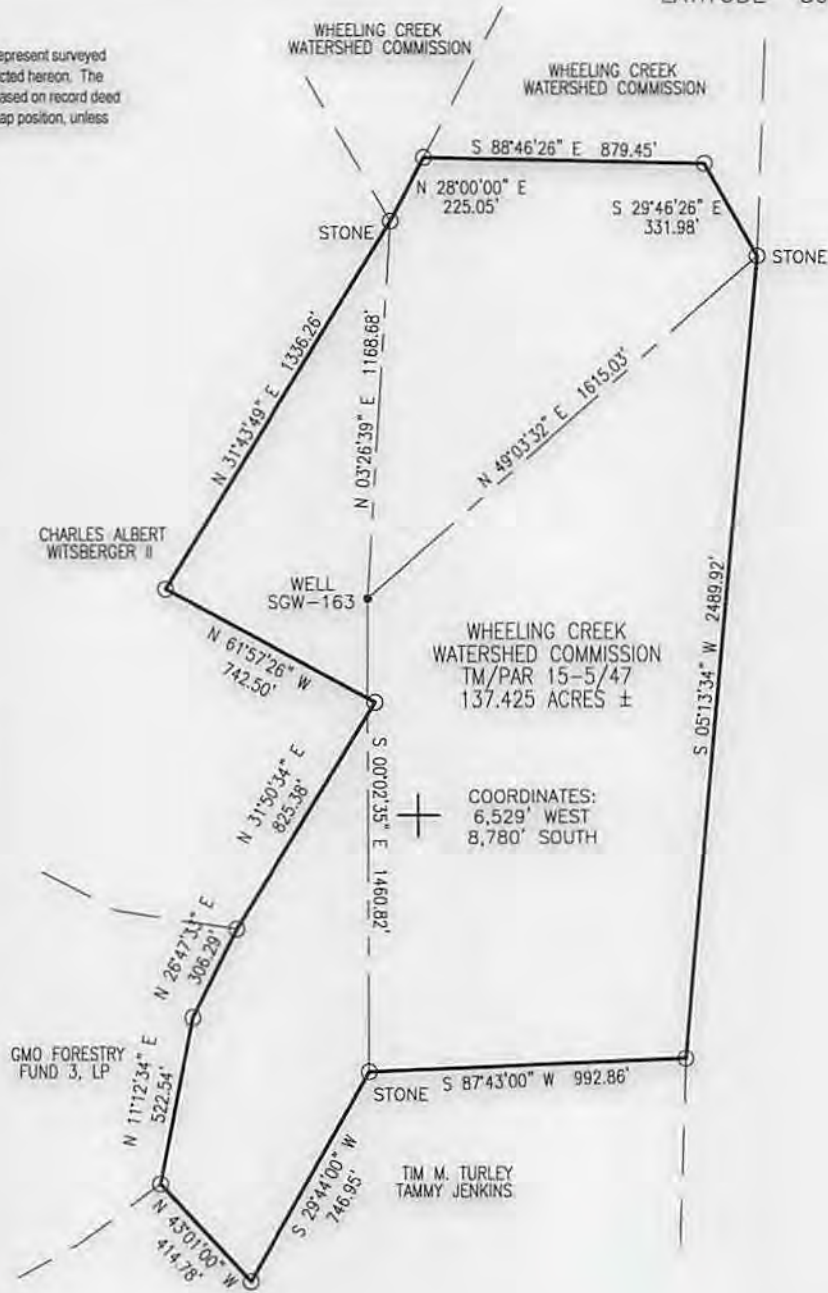 WHEELING CREEK
WATERSHED COMMISSION
WHEELING CREEK
WATERSHED COMMISSION
epresent surveyed
cted hereon. The
ased on record deed
ap position, unless
S 88°46'26" E 879.45'
N 28°00'00" E
225.05'
S 29°46'26" E
331.98'
STONE
STONE
N 31°43'49" E 1336.26'
N 03°26'39" E 1168.68'
N 49°03'32" E 1615.03'
CHARLES ALBERT
WITSBERGER II
WELL
SGW-163
N 61°57'26" W
742.50'
WHEELING CREEK
WATERSHED COMMISSION
TM/PAR 15-5/47
137.425 ACRES ±
S 05°13'34" W 2489.92'
N 31°50'34" E
825.38'
S 00°02'35" E 1460.82'
COORDINATES:
6,529' WEST
8,780' SOUTH
N 26°47'33" E
306.29'
GMO FORESTRY
FUND 3, LP
N 11°12'34" E
522.54'
STONE
S 87°43'00" W 992.86'
S 29°44'00" W
746.95'
TIM M. TURLEY
TAMMY JENKINS
N 43°01'00" W
414.78'